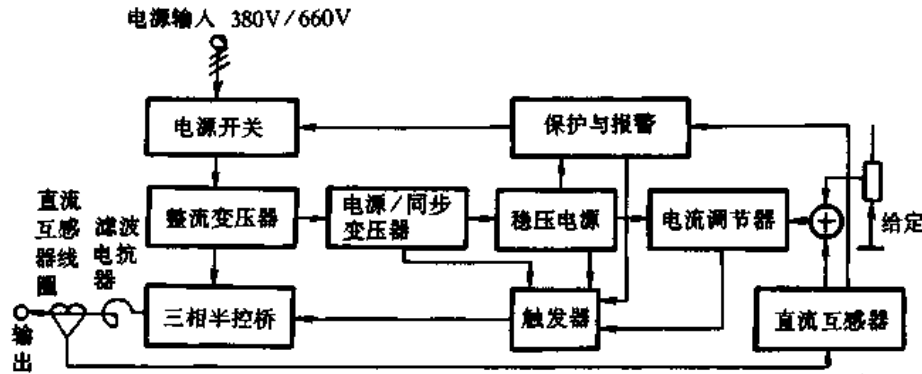 电源输入 380V/660V
电源开关
保护与报警
直流
互感
器线
圈
滤波
电抗
器
整流变压器
电源/同步
变压器
稳压电源
电流调节器
给定
三相半控桥
触发器
直流互感器
输
出